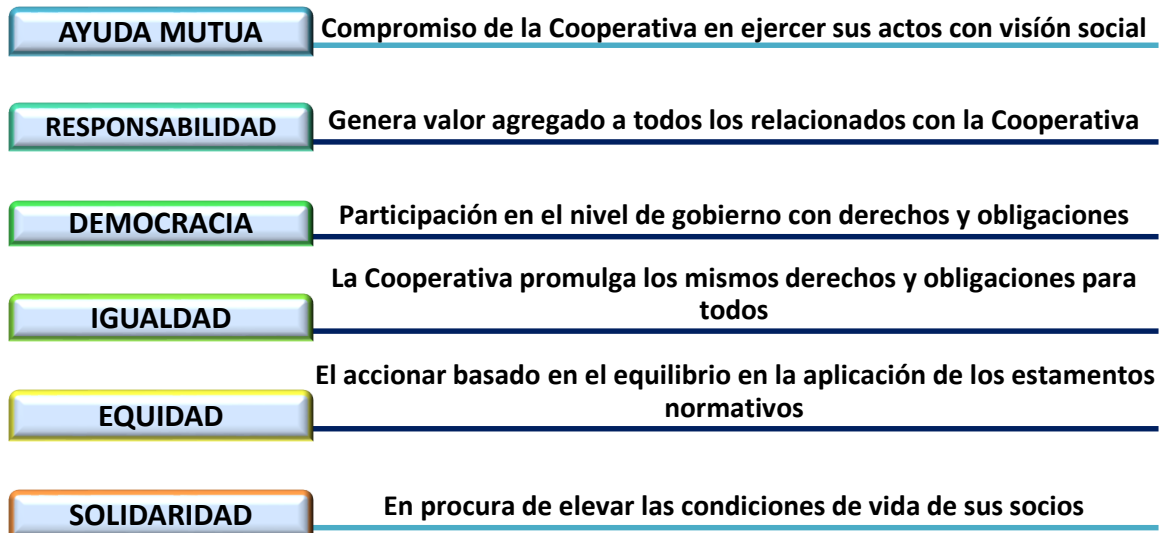 AYUDA MUTUA
Compromiso de la Cooperativa en ejercer sus actos con visíón social
RESPONSABILIDAD
Genera valor agregado a todos los relacionados con la Cooperativa
DEMOCRACIA
Participación en el nivel de gobierno con derechos y obligaciones
IGUALDAD
La Cooperativa promulga los mismos derechos y obligaciones para
todos
EQUIDAD
El accionar basado en el equilibrio en la aplicación de los estamentos
normativos
SOLIDARIDAD
En procura de elevar las condiciones de vida de sus socios